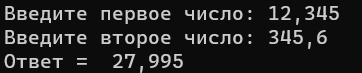 Введите первое число: 12,345
Введите второе число: 345,6
Ответ =  27,995